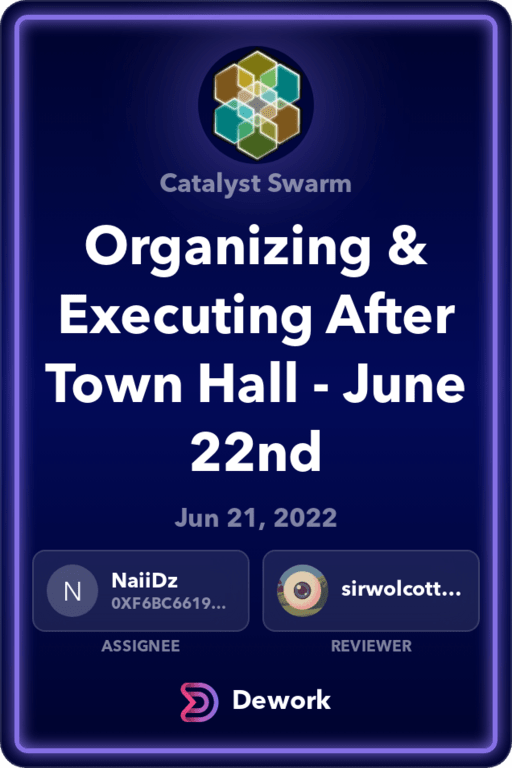 Catalyst Swarm
Organizing &
Executing After
Town Hall - June
22nd
Jun 21, 2022
N
NaiiDz
0XF6BC6619...
sirwolcott...
ASSIGNEE
REVIEWER
Dework